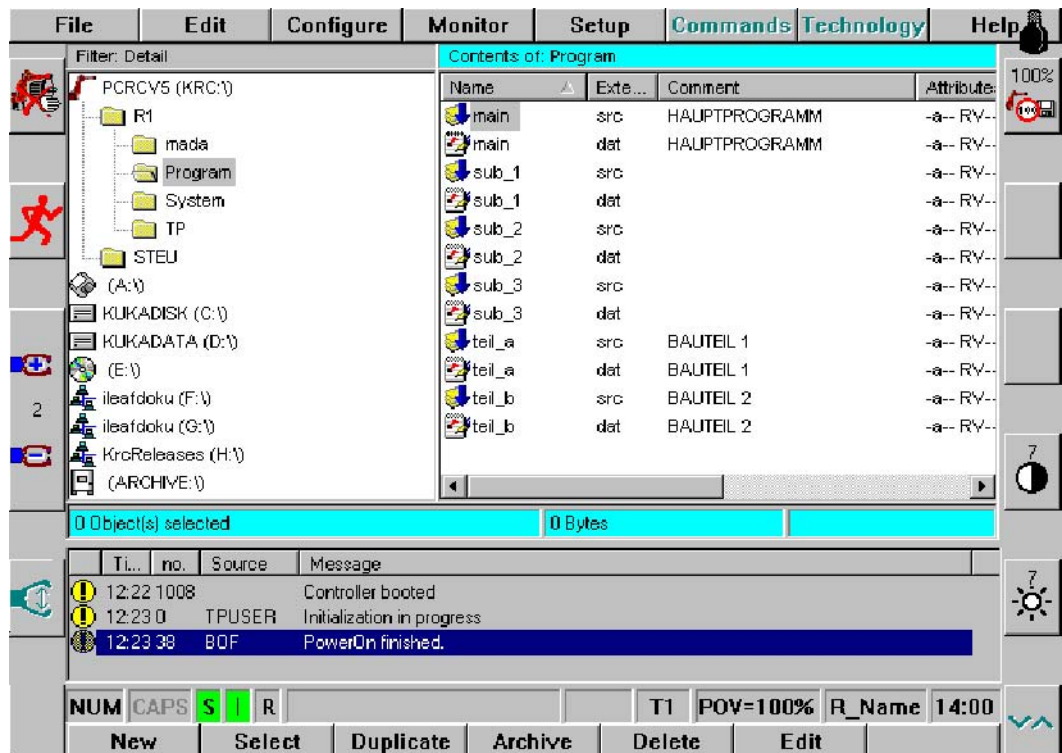 File Edit Configure Monitor Setup Commands Technology Help
Filter: Detail
Contents of: Program
PCRCV5 (KRC:\)
R1
mada
Program
System
TP
STEU
(A:\)
KUKADISK (C:\)
KUKADATA (D:\)
(E:\)
ileafdoku (F:\)
ileafdoku (G:\)
KrcReleases (H:\)
(ARCHIVE:\)
Name Exte... Comment Attributes
main src HAUPTPROGRAMM -a-- RV--
main dat HAUPTPROGRAMM -a-- RV--
sub_1 src -a-- RV--
sub_1 dat -a-- RV--
sub_2 src -a-- RV--
sub_2 dat -a-- RV--
sub_3 src -a-- RV--
sub_3 dat -a-- RV--
teil_a src BAUTEIL 1 -a-- RV--
teil_a dat BAUTEIL 1 -a-- RV--
teil_b src BAUTEIL 2 -a-- RV--
teil_b dat BAUTEIL 2 -a-- RV--
0 Object(s) selected 0 Bytes
Ti... no. Source Message
12:22 1008 Controller booted
12:23 0 TPUSER Initialization in progress
12:23 38 BOF PowerOn finished.
NUM CAPS S I R T1 POV=100% R_Name 14:00
New Select Duplicate Archive Delete Edit
2
100%
100
7
7